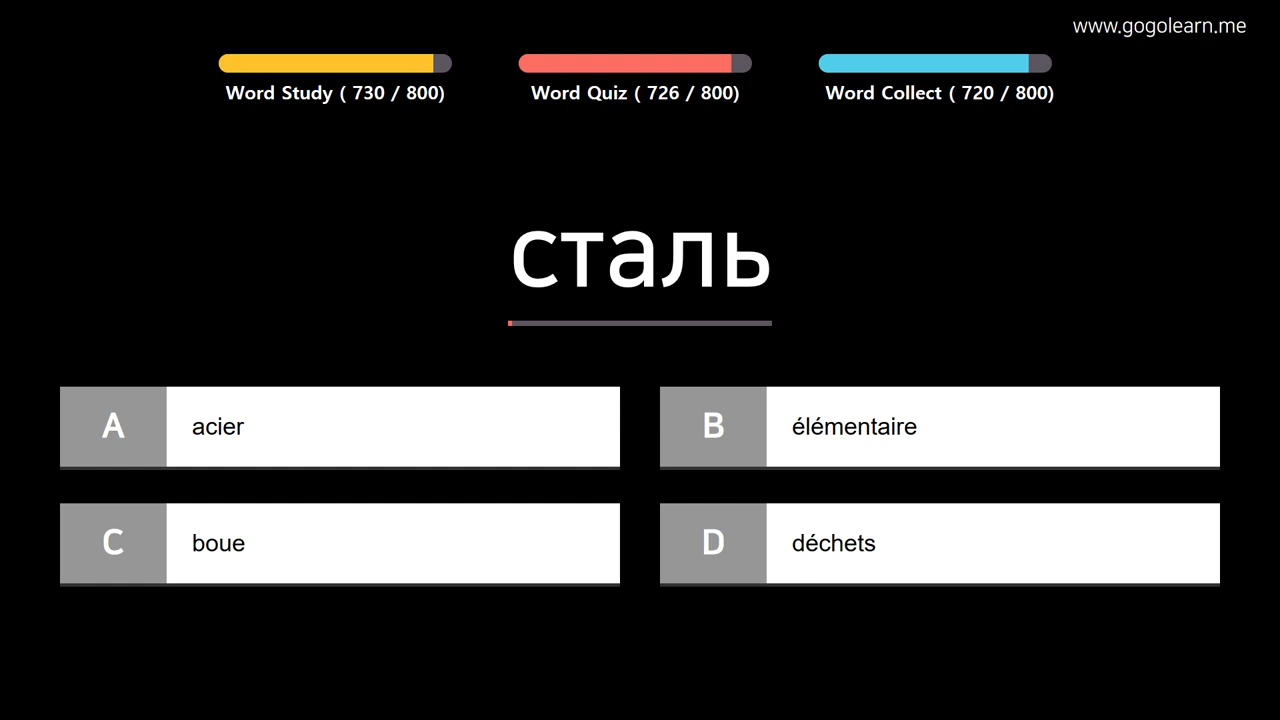 www.gogolearn.me
Word Study ( 730 / 800)
Word Quiz ( 726 / 800)
Word Collect ( 720 / 800)
сталь
A acier
B élémentaire
C boue
D déchets